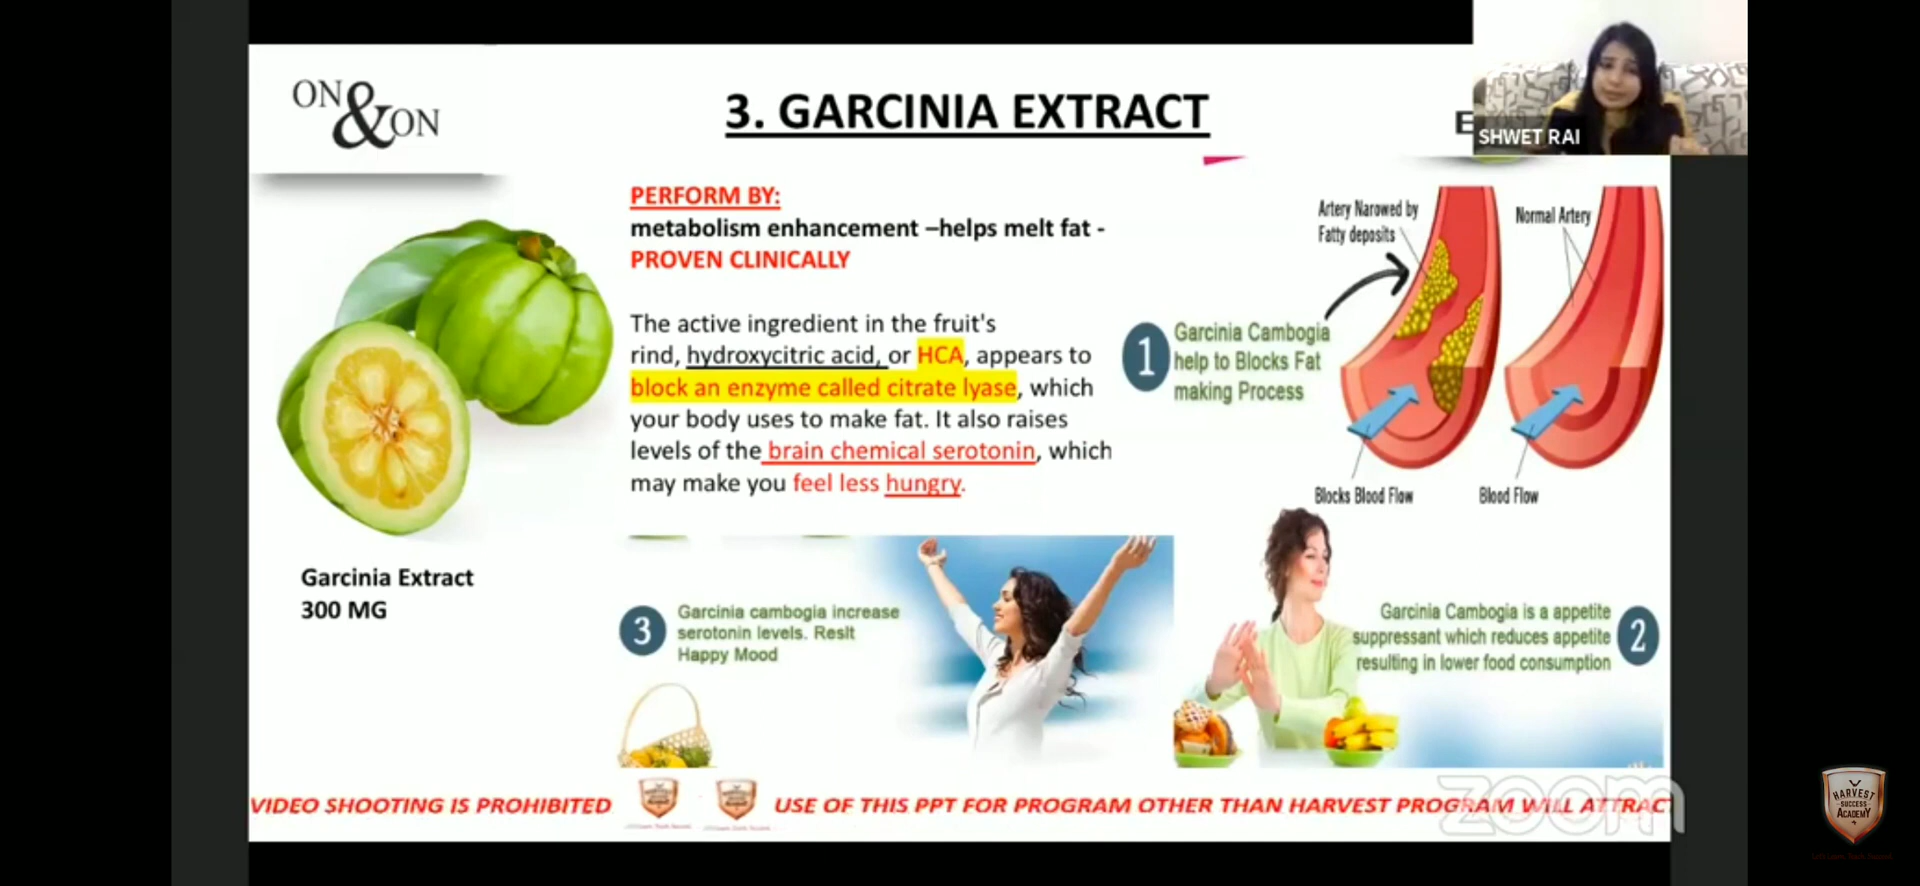 ON & ON
3. GARCINIA EXTRACT
E
SHWET RAI
PERFORM BY:
metabolism enhancement –helps melt fat -
PROVEN CLINICALLY
The active ingredient in the fruit's
rind, hydroxycitric acid, or HCA, appears to
block an enzyme called citrate lyase, which
your body uses to make fat. It also raises
levels of the brain chemical serotonin, which
may make you feel less hungry.
Garcinia Extract
300 MG
1
Garcinia Cambogia
help to Blocks Fat
making Process
Artery Narowed by
Fatty deposits
Normal Artery
Blocks Blood Flow
Blood Flow
3
Garcinia cambogia increase
serotonin levels. Reslt
Happy Mood
Garcinia Cambogia is a appetite
suppressant which reduces appetite
resulting in lower food consumption
2
VIDEO SHOOTING IS PROHIBITED
USE OF THIS PPT FOR PROGRAM OTHER THAN HARVEST PROGRAM WILL ATTRACT
zoom
HARVEST
SUCCESS
ACADEMY